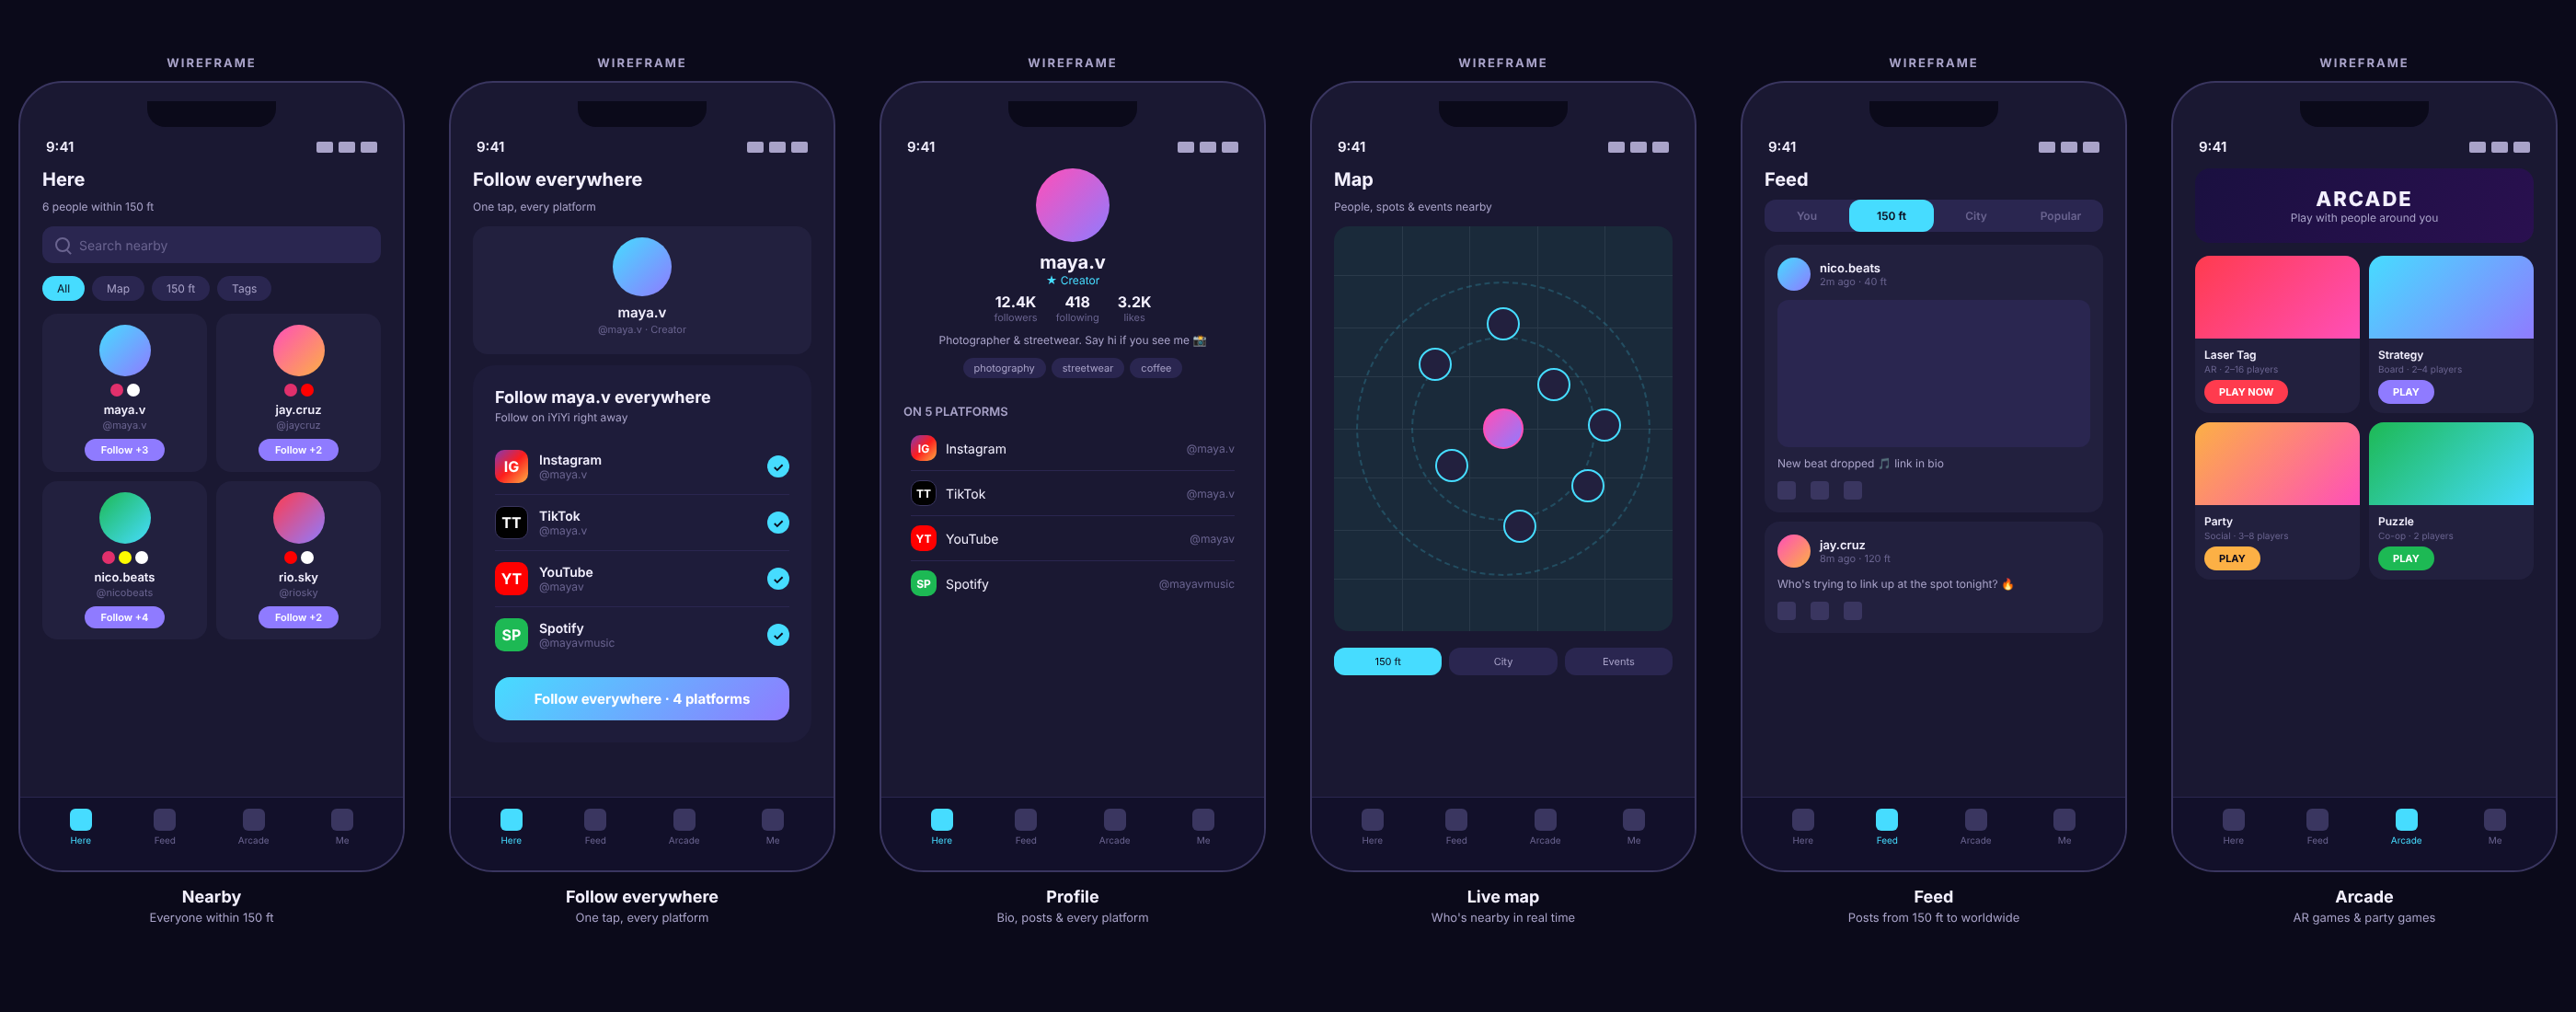 WIREFRAME
9:41
Here
6 people within 150 ft
Search nearby
All Map 150 ft Tags
maya.v
@maya.v
Follow +3
jay.cruz
@jaycruz
Follow +2
nico.beats
@nicobeats
Follow +4
rio.sky
@riosky
Follow +2
Here Feed Arcade Me
Nearby
Everyone within 150 ft
WIREFRAME
9:41
Follow everywhere
One tap, every platform
maya.v
@maya.v · Creator
Follow maya.v everywhere
Follow on iYiYi right away
IG Instagram
@maya.v
TT TikTok
@maya.v
YT YouTube
@mayav
SP Spotify
@mayavmusic
Follow everywhere · 4 platforms
Here Feed Arcade Me
Follow everywhere
One tap, every platform
WIREFRAME
9:41
maya.v
★ Creator
12.4K 418 3.2K
followers following likes
Photographer & streetwear. Say hi if you see me 📸
photography streetwear coffee
ON 5 PLATFORMS
IG Instagram @maya.v
TT TikTok @maya.v
YT YouTube @mayav
SP Spotify @mayavmusic
Here Feed Arcade Me
Profile
Bio, posts & every platform
WIREFRAME
9:41
Map
People, spots & events nearby
150 ft City Events
Here Feed Arcade Me
Live map
Who's nearby in real time
WIREFRAME
9:41
Feed
You 150 ft City Popular
nico.beats
2m ago · 40 ft
New beat dropped 🎵 link in bio
jay.cruz
8m ago · 120 ft
Who's trying to link up at the spot tonight? 🔥
Here Feed Arcade Me
Feed
Posts from 150 ft to worldwide
WIREFRAME
9:41
ARCADE
Play with people around you
Laser Tag
AR · 2–16 players
PLAY NOW
Strategy
Board · 2–4 players
PLAY
Party
Social · 3–8 players
PLAY
Puzzle
Co-op · 2 players
PLAY
Here Feed Arcade Me
Arcade
AR games & party games